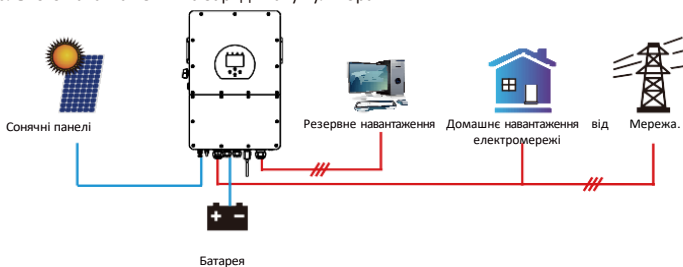 Сонячні панелі
Резервне навантаження
Домашнє навантаження від
електромережі
Мережа.
Батарея